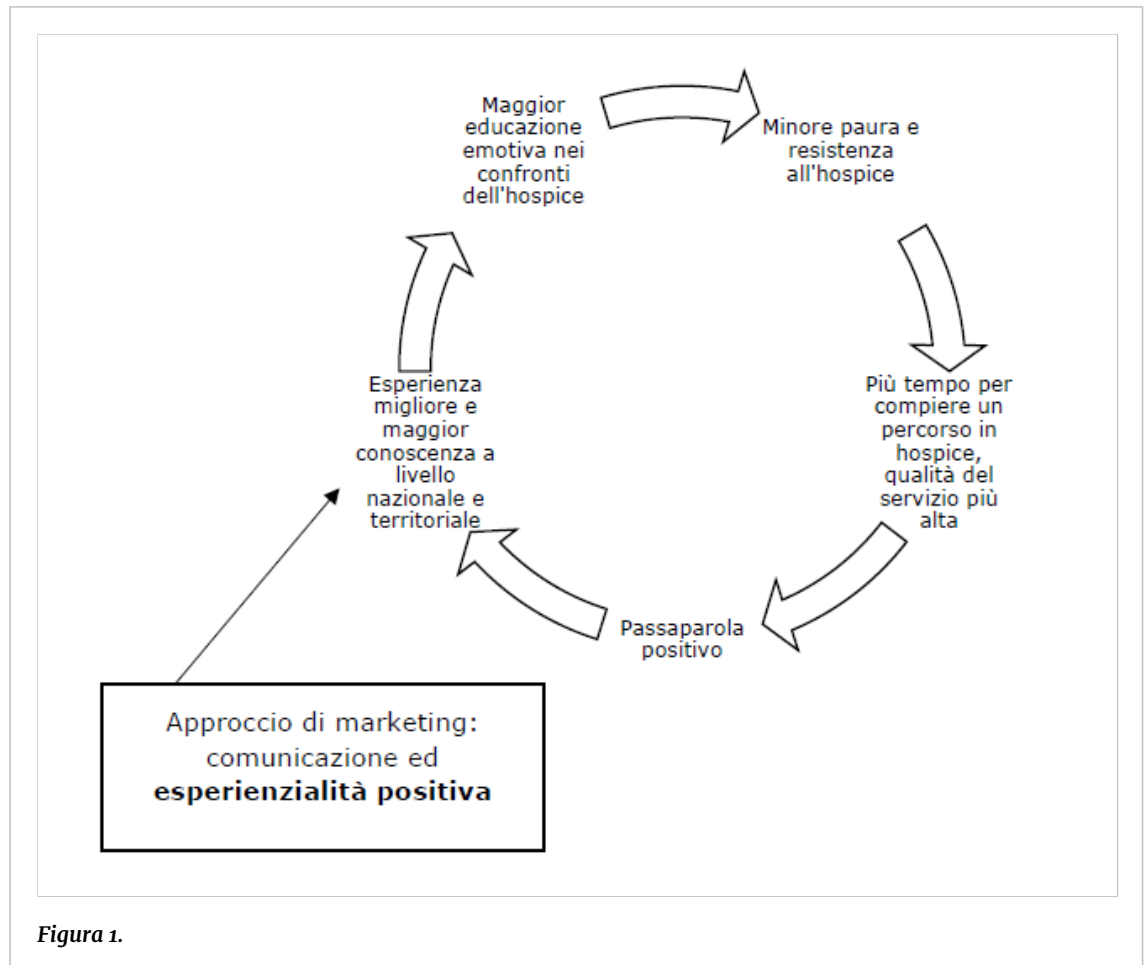 Maggior
educazione
emotiva nei
confronti
dell'hospice
Minore paura e
resistenza
all'hospice
Più tempo per
compiere un
percorso in
hospice,
qualità del
servizio più
alta
Passaparola
positivo
Esperienza
migliore e
maggior
conoscenza a
livello
nazionale e
territoriale
Approccio di marketing:
comunicazione ed
esperienzialità positiva
Figura 1.